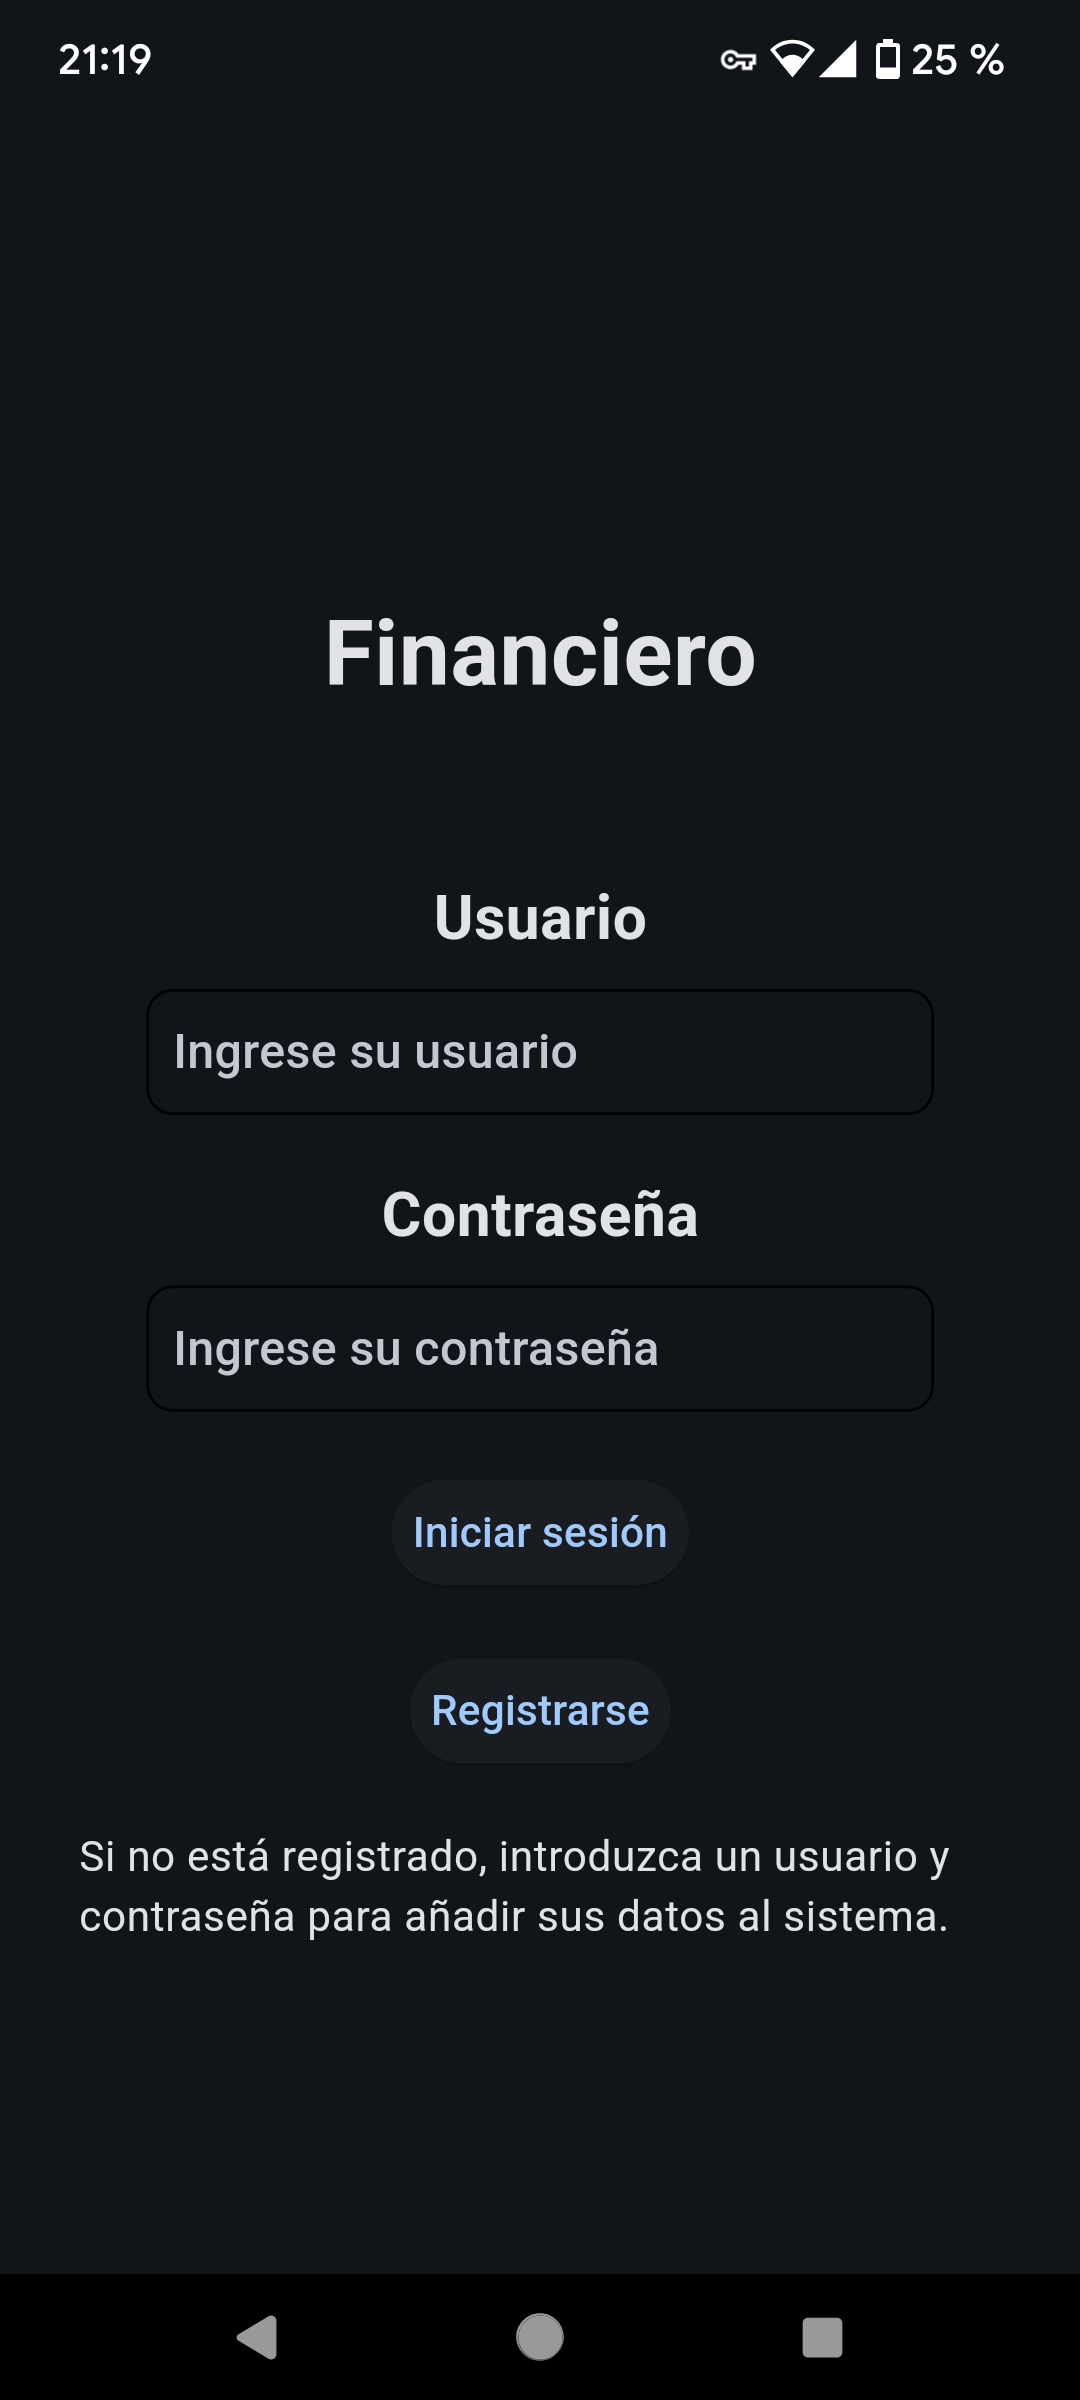 21:19
25 %
Financiero
Usuario
Ingrese su usuario
Contraseña
Ingrese su contraseña
Iniciar sesión
Registrarse
Si no está registrado, introduzca un usuario y
contraseña para añadir sus datos al sistema.